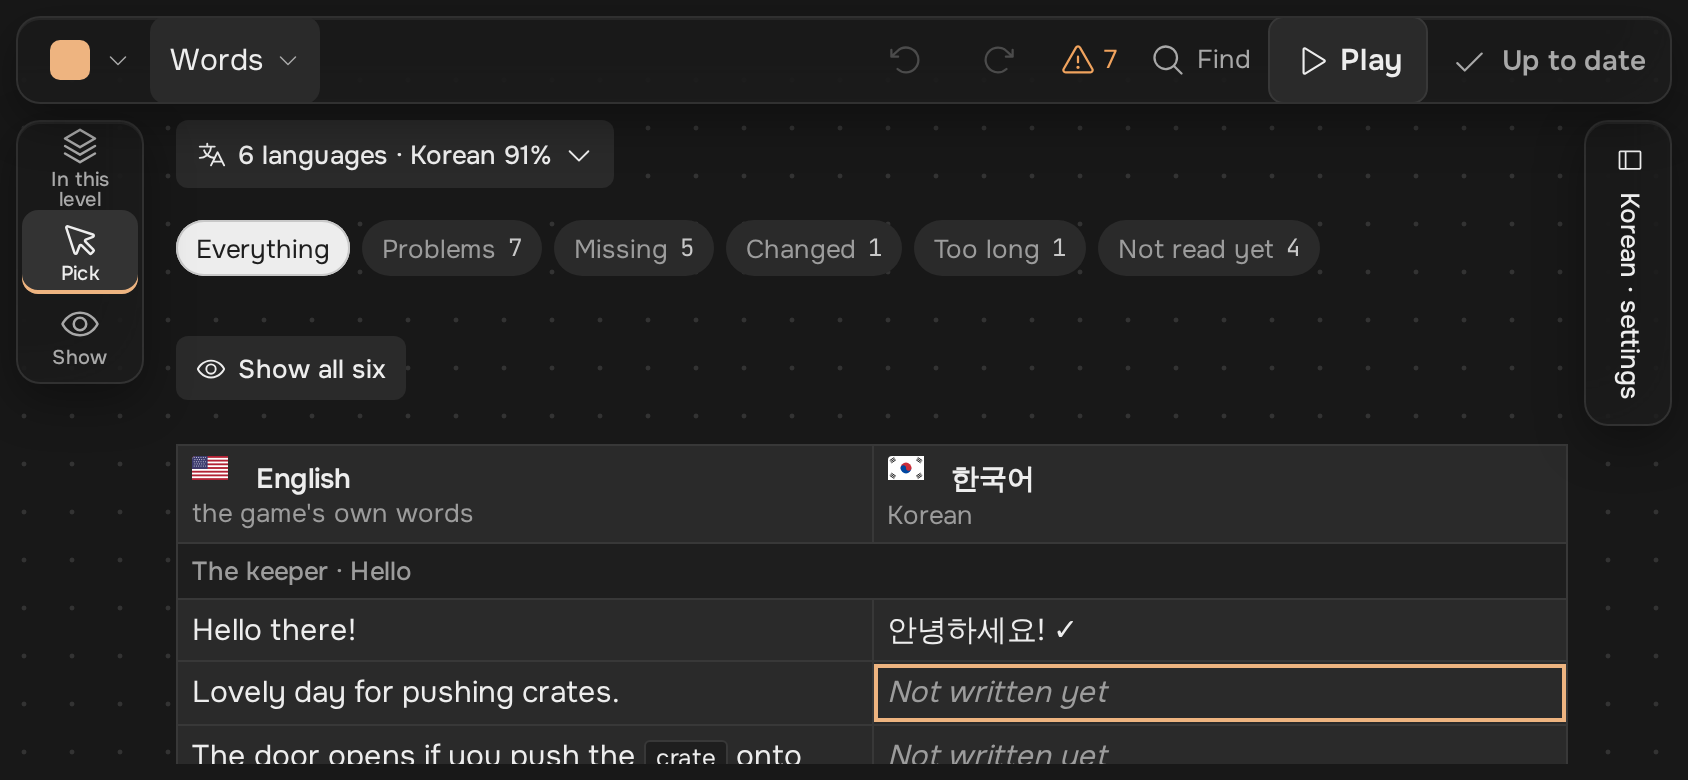 Words
7
Find
Play
Up to date
In this
level
Pick
Show
6 languages · Korean 91%
Everything
Problems 7
Missing 5
Changed 1
Too long 1
Not read yet 4
Show all six
Korean · settings
English
the game's own words
한국어
Korean
The keeper · Hello
Hello there!
안녕하세요! ✓
Lovely day for pushing crates.
Not written yet
The door opens if you push the crate onto
Not written yet